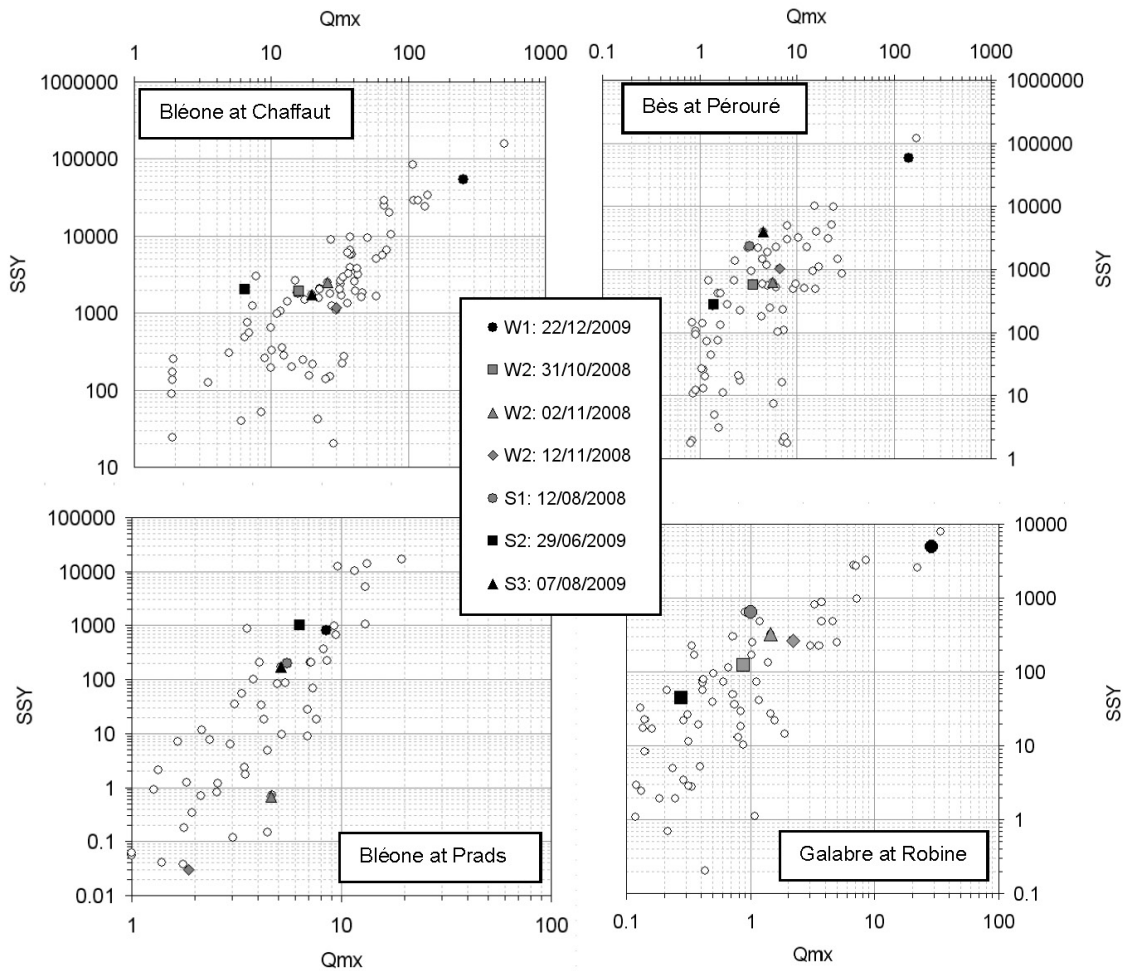 Qmx
1 10 100 1000
1000000
100000
10000
1000
100
10
SSY
Bléone at Chaffaut
Qmx
0.1 1 10 100 1000
1000000
100000
10000
1000
100
10
1
SSY
Bès at Pérouré
W1: 22/12/2009
W2: 31/10/2008
W2: 02/11/2008
W2: 12/11/2008
S1: 12/08/2008
S2: 29/06/2009
S3: 07/08/2009
100000
10000
1000
100
10
1
0.1
0.01
SSY
Bléone at Prads
1 10 100
Qmx
10000
1000
100
10
1
0.1
SSY
Galabre at Robine
0.1 1 10 100
Qmx